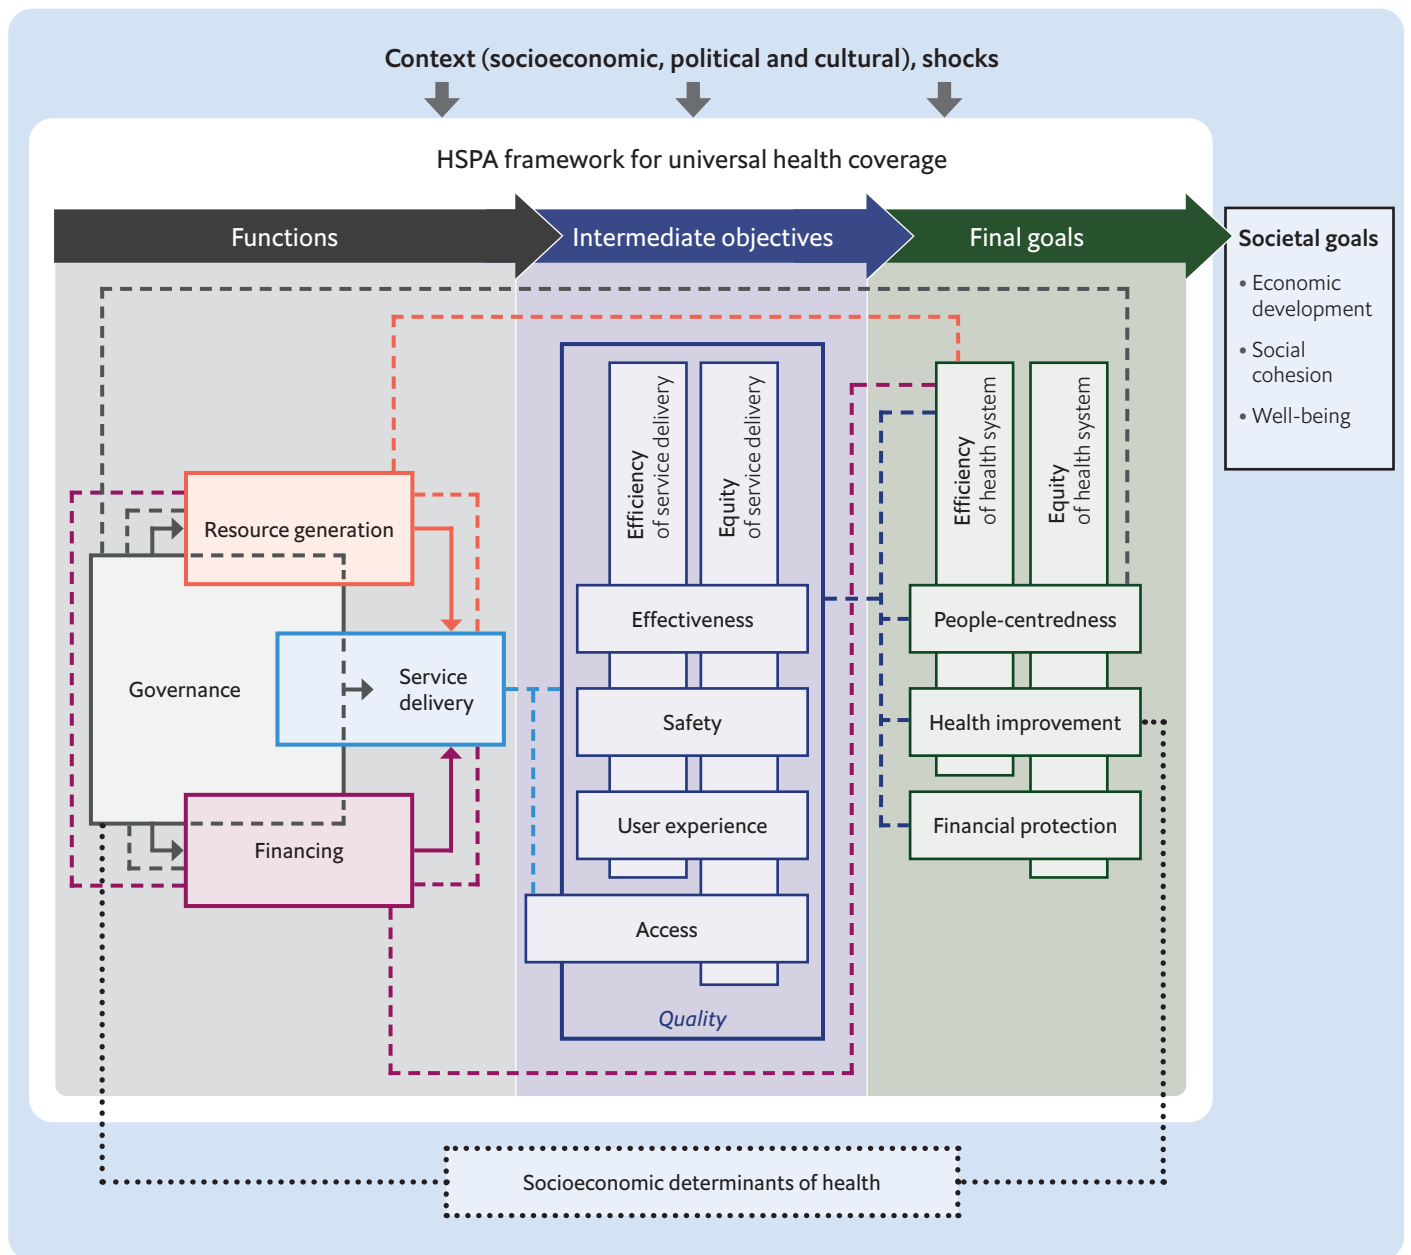 Context (socioeconomic, political and cultural), shocks
HSPA framework for universal health coverage
Functions
Intermediate objectives
Final goals
Societal goals
• Economic
development
• Social
cohesion
• Well-being
Resource generation
Governance
Service
delivery
Financing
Efficiency
of service delivery
Equity
of service delivery
Effectiveness
Safety
User experience
Access
Quality
Efficiency
of health system
Equity
of health system
People-centredness
Health improvement
Financial protection
Socioeconomic determinants of health